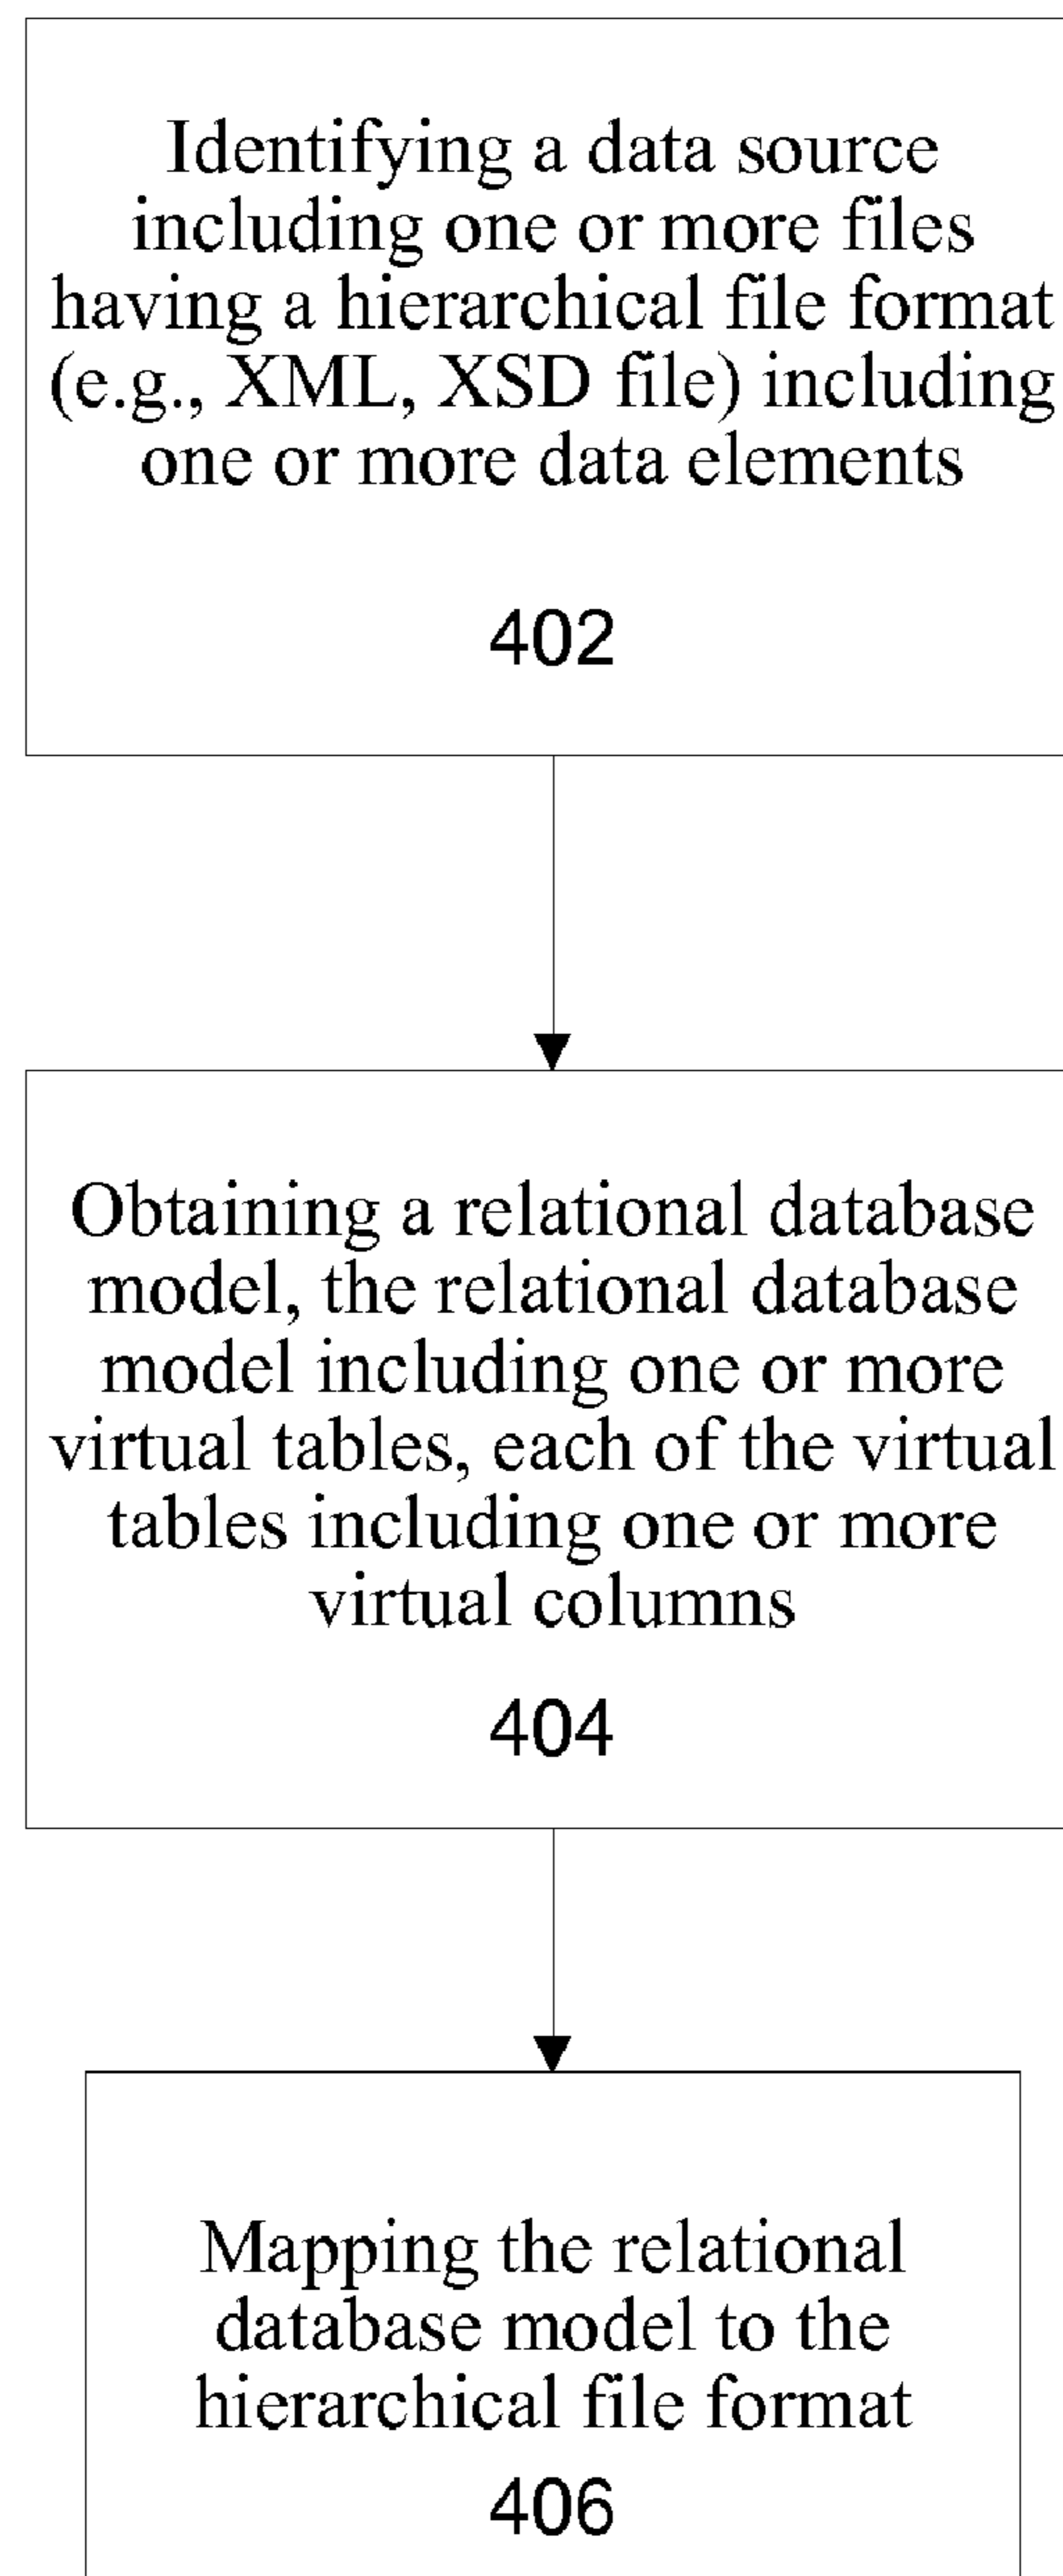 Identifying a data source
including one or more files
having a hierarchical file format
(e.g., XML, XSD file) including
one or more data elements
402
Obtaining a relational database
model, the relational database
model including one or more
virtual tables, each of the virtual
tables including one or more
virtual columns
404
Mapping the relational
database model to the
hierarchical file format
406